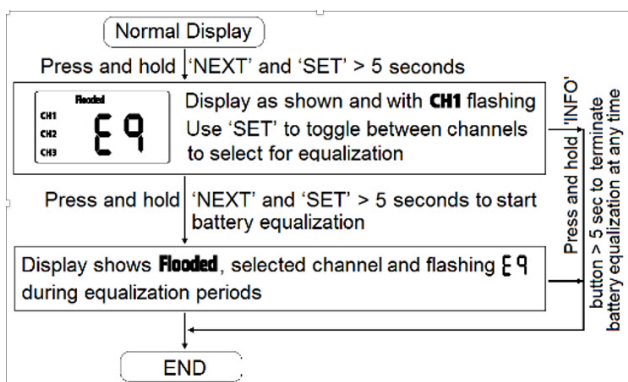 Normal Display
Press and hold 'NEXT' and 'SET' > 5 seconds
Flooded
CH1
CH2
CH3
E9
Display as shown and with CH1 flashing
Use 'SET' to toggle between channels
to select for equalization
Press and hold 'NEXT' and 'SET' > 5 seconds to start
battery equalization
Display shows Flooded, selected channel and flashing E9
during equalization periods
Press and hold 'INFO'
button > 5 sec to terminate
battery equalization at any time
END